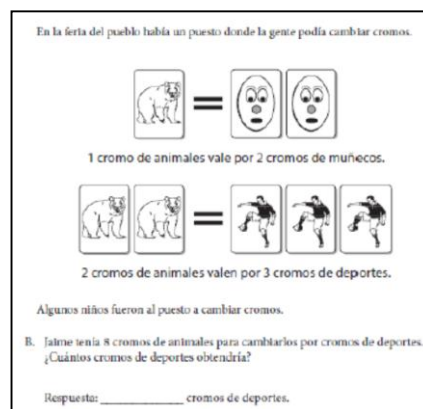 En la feria del pueblo había un puesto donde la gente podía cambiar cromos.
1 cromo de animales vale por 2 cromos de muñecos.
2 cromos de animales valen por 3 cromos de deportes.
Algunos niños fueron al puesto a cambiar cromos.
B. Jaime tenía 8 cromos de animales para cambiarlos por cromos de deportes.
¿Cuántos cromos de deportes obtendría?
Respuesta: ____________ cromos de deportes.